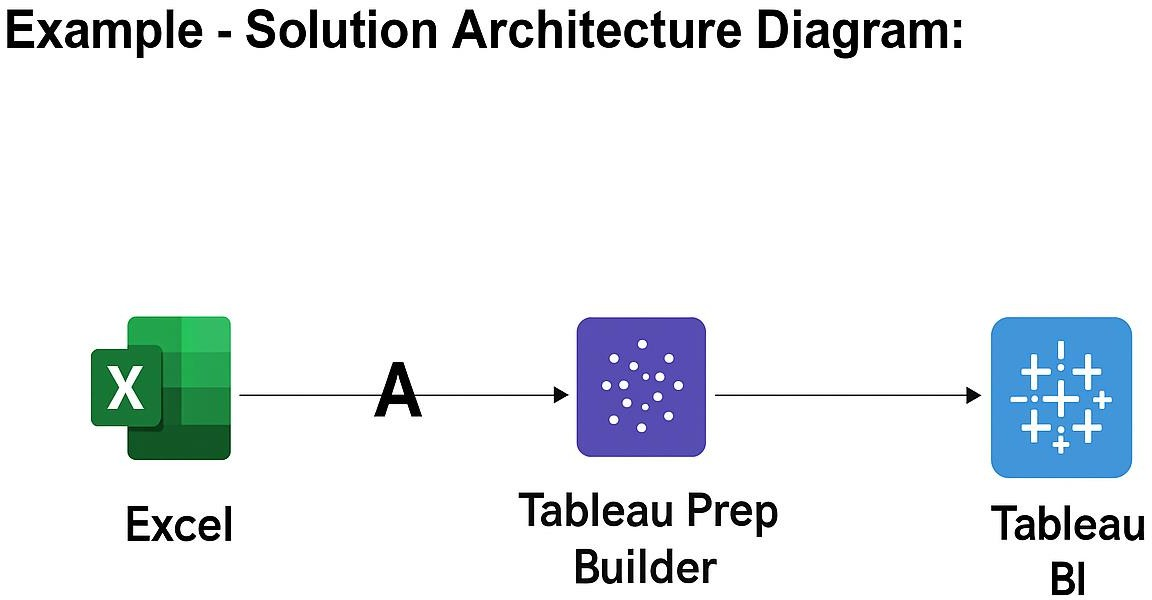 Example - Solution Architecture Diagram:
X
A
Excel
Tableau Prep
Builder
Tableau
BI